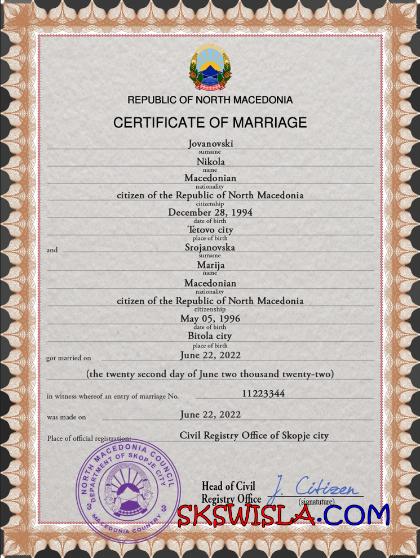 REPUBLIC OF NORTH MACEDONIA
CERTIFICATE OF MARRIAGE
Jovanovski
surname
Nikola
name
Macedonian
nationality
citizen of the Republic of North Macedonia
citizenship
December 28, 1994
date of birth
Tetovo city
place of birth
and Srojanovska
surname
Marija
name
Macedonian
nationality
citizen of the Republic of North Macedonia
citizenship
May 05, 1996
date of birth
Bitola city
place of birth
got married on June 22, 2022
(the twenty second day of June two thousand twenty-two)
in witness whereof an entry of marriage No. 11223344
was made on June 22, 2022
Place of official registration: Civil Registry Office of Skopje city
NORTH MACEDONIA COUNCIL
DEPARTMENT OF SKOPJE CITY
MACEDONIA COUNTRY
Head of Civil
Registry Office
J. Citizen
(signatuture)
SKSWISLA.COM